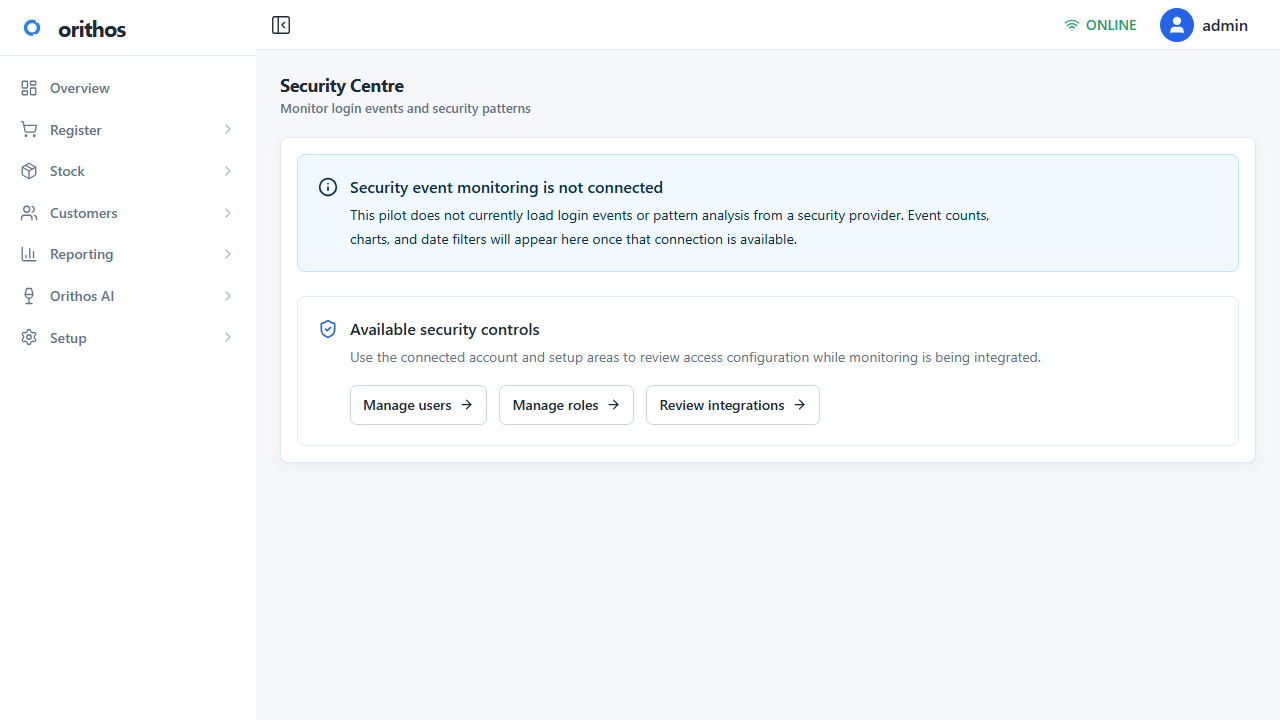 orithos
ONLINE
admin
Overview
Register
Stock
Customers
Reporting
Orithos AI
Setup
Security Centre
Monitor login events and security patterns
Security event monitoring is not connected
This pilot does not currently load login events or pattern analysis from a security provider. Event counts,
charts, and date filters will appear here once that connection is available.
Available security controls
Use the connected account and setup areas to review access configuration while monitoring is being integrated.
Manage users
Manage roles
Review integrations